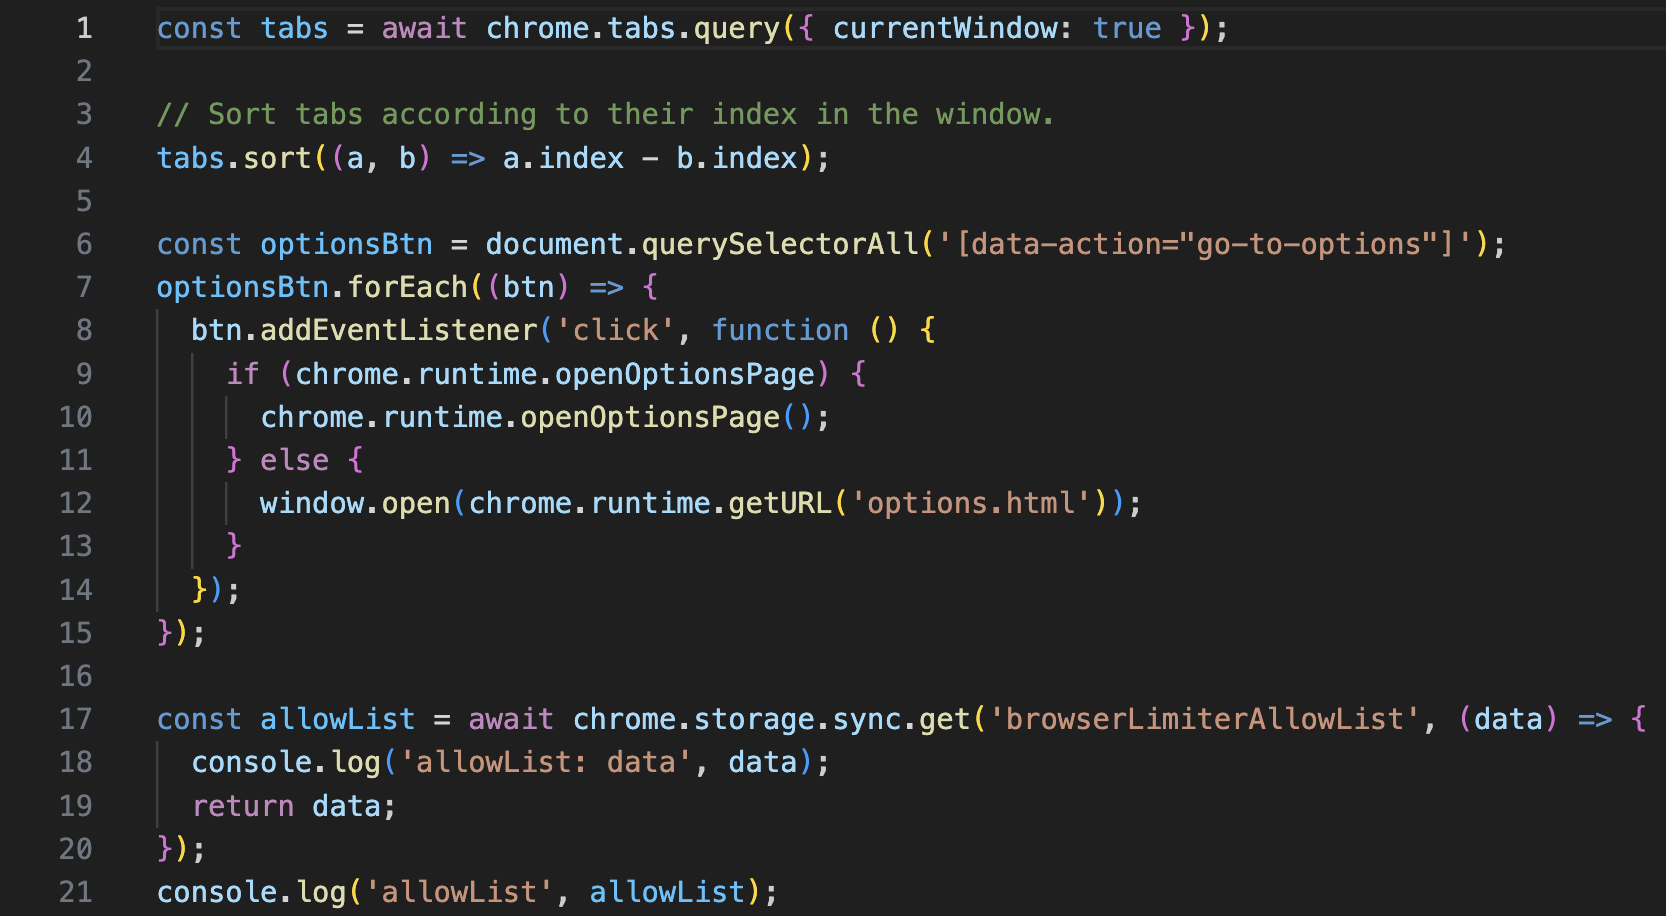 1 const tabs = await chrome.tabs.query({ currentWindow: true });
2
3 // Sort tabs according to their index in the window.
4 tabs.sort((a, b) => a.index - b.index);
5
6 const optionsBtn = document.querySelectorAll('[data-action="go-to-options"]');
7 optionsBtn.forEach((btn) => {
8   btn.addEventListener('click', function () {
9     if (chrome.runtime.openOptionsPage) {
10       chrome.runtime.openOptionsPage();
11     } else {
12       window.open(chrome.runtime.getURL('options.html'));
13     }
14   });
15 });
16
17 const allowList = await chrome.storage.sync.get('browserLimiterAllowList', (data) => {
18   console.log('allowList: data', data);
19   return data;
20 });
21 console.log('allowList', allowList);